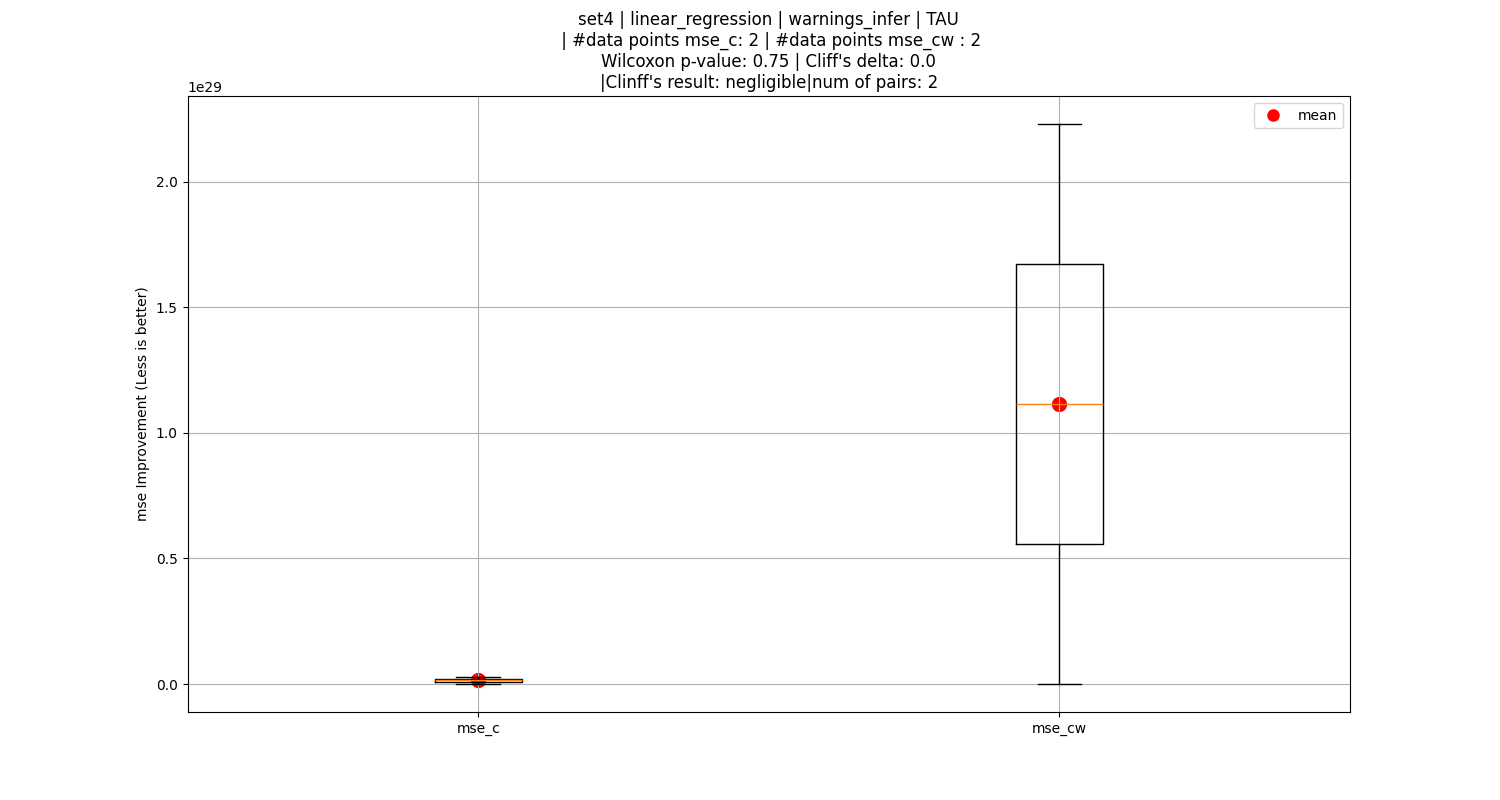 set4 | linear_regression | warnings_infer | TAU
| #data points mse_c: 2 | #data points mse_cw : 2
Wilcoxon p-value: 0.75 | Cliff's delta: 0.0
|Clinff's result: negligible|num of pairs: 2
1e29
mean
2.0
1.5
1.0
0.5
0.0
mse Improvement (Less is better)
mse_c
mse_cw